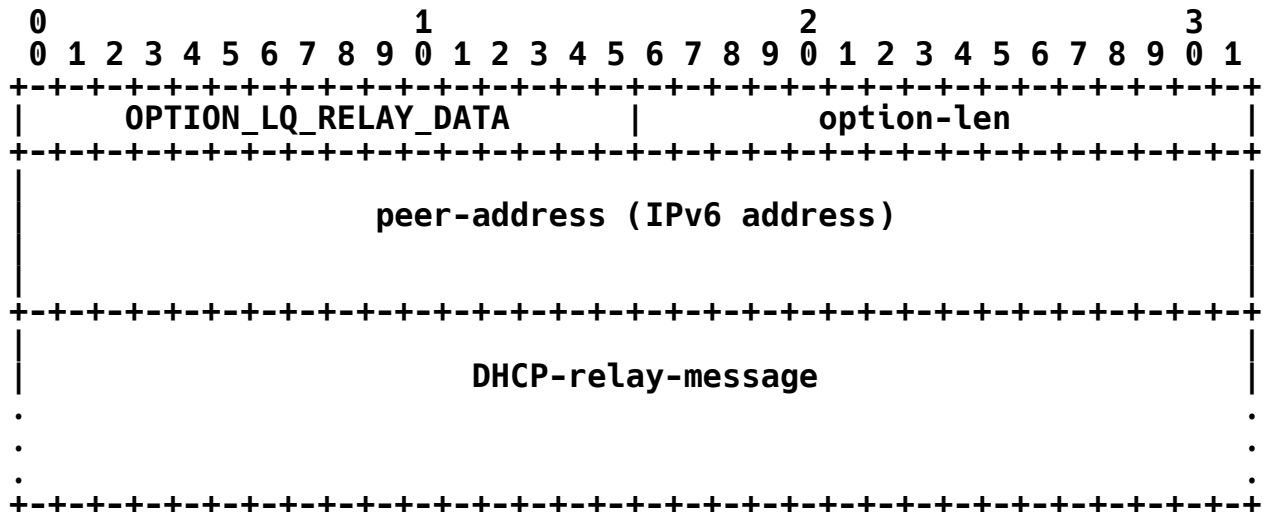 0                   1                   2                   3
 0 1 2 3 4 5 6 7 8 9 0 1 2 3 4 5 6 7 8 9 0 1 2 3 4 5 6 7 8 9 0 1
+-+-+-+-+-+-+-+-+-+-+-+-+-+-+-+-+-+-+-+-+-+-+-+-+-+-+-+-+-+-+-+-+
|     OPTION_LQ_RELAY_DATA      |         option-len            |
+-+-+-+-+-+-+-+-+-+-+-+-+-+-+-+-+-+-+-+-+-+-+-+-+-+-+-+-+-+-+-+-+
|                                                               |
|                  peer-address (IPv6 address)                  |
|                                                               |
|                                                               |
+-+-+-+-+-+-+-+-+-+-+-+-+-+-+-+-+-+-+-+-+-+-+-+-+-+-+-+-+-+-+-+-+
|                                                               |
|                       DHCP-relay-message                      |
.                                                               .
.                                                               .
.                                                               .
+-+-+-+-+-+-+-+-+-+-+-+-+-+-+-+-+-+-+-+-+-+-+-+-+-+-+-+-+-+-+-+-+